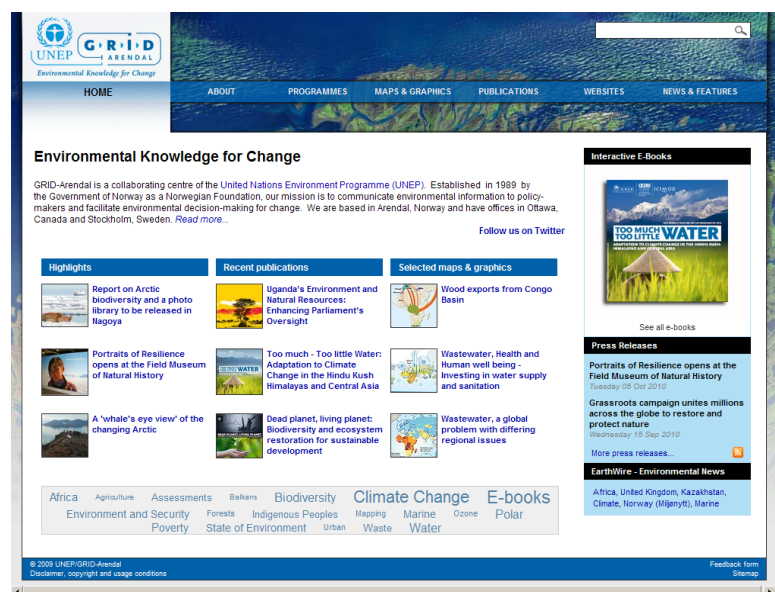 UNEP
G R I D
ARENDAL
Environmental Knowledge for Change
HOME
ABOUT
PROGRAMMES
MAPS & GRAPHICS
PUBLICATIONS
WEBSITES
NEWS & FEATURES
Environmental Knowledge for Change
GRID-Arendal is a collaborating centre of the United Nations Environment Programme (UNEP). Established in 1989 by
the Government of Norway as a Norwegian Foundation, our mission is to communicate environmental information to policy-
makers and facilitate environmental decision-making for change. We are based in Arendal, Norway and have offices in Ottawa,
Canada and Stockholm, Sweden. Read more...
Follow us on Twitter
Highlights
Report on Arctic
biodiversity and a photo
library to be released in
Nagoya
Portraits of Resilience
opens at the Field Museum
of Natural History
A 'whale's eye view' of the
changing Arctic
Recent publications
Uganda's Environment and
Natural Resources:
Enhancing Parliament's
Oversight
Too much - Too little Water:
Adaptation to Climate
Change in the Hindu Kush
Himalayas and Central Asia
Dead planet, living planet:
Biodiversity and ecosystem
restoration for sustainable
development
Selected maps & graphics
Wood exports from Congo
Basin
Wastewater, Health and
Human well being -
Investing in water supply
and sanitation
Wastewater, a global
problem with differing
regional issues
Africa Agriculture Assessments Balkans Biodiversity Climate Change E-books
Environment and Security Forests Indigenous Peoples Mapping Marine Ozone Polar
Poverty State of Environment Urban Waste Water
Interactive E-Books
ICIMOD
TOO MUCH
TOO LITTLE WATER
ADAPTATION TO CLIMATE CHANGE IN THE HINDU KUSH
HIMALAYAS AND CENTRAL ASIA
See all e-books
Press Releases
Portraits of Resilience opens at the
Field Museum of Natural History
Tuesday 05 Oct 2010
Grassroots campaign unites millions
across the globe to restore and
protect nature
Wednesday 15 Sep 2010
More press releases...
EarthWire - Environmental News
Africa, United Kingdom, Kazakhstan,
Climate, Norway (Miljønytt), Marine
© 2009 UNEP/GRID-Arendal
Disclaimer, copyright and usage conditions
Feedback form
Sitemap